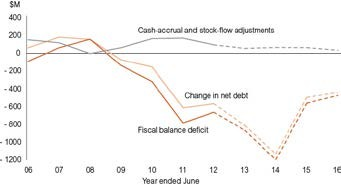 $M
400
200
0
- 200
- 400
- 600
- 800
- 1000
- 1200
Cash-accrual and stock-flow adjustments
Change in net debt
Fiscal balance deficit
06 07 08 09 10 11 12 13 14 15 16
Year ended June